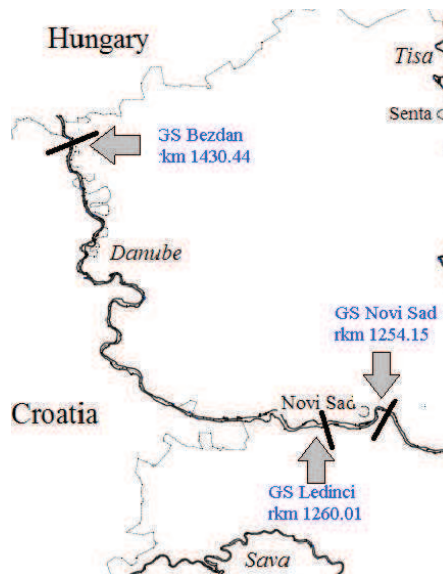 Hungary
Tisa
Senta
GS Bezdan
rkm 1430.44
Danube
GS Novi Sad
rkm 1254.15
Novi Sad
Croatia
GS Ledinci
rkm 1260.01
Sava